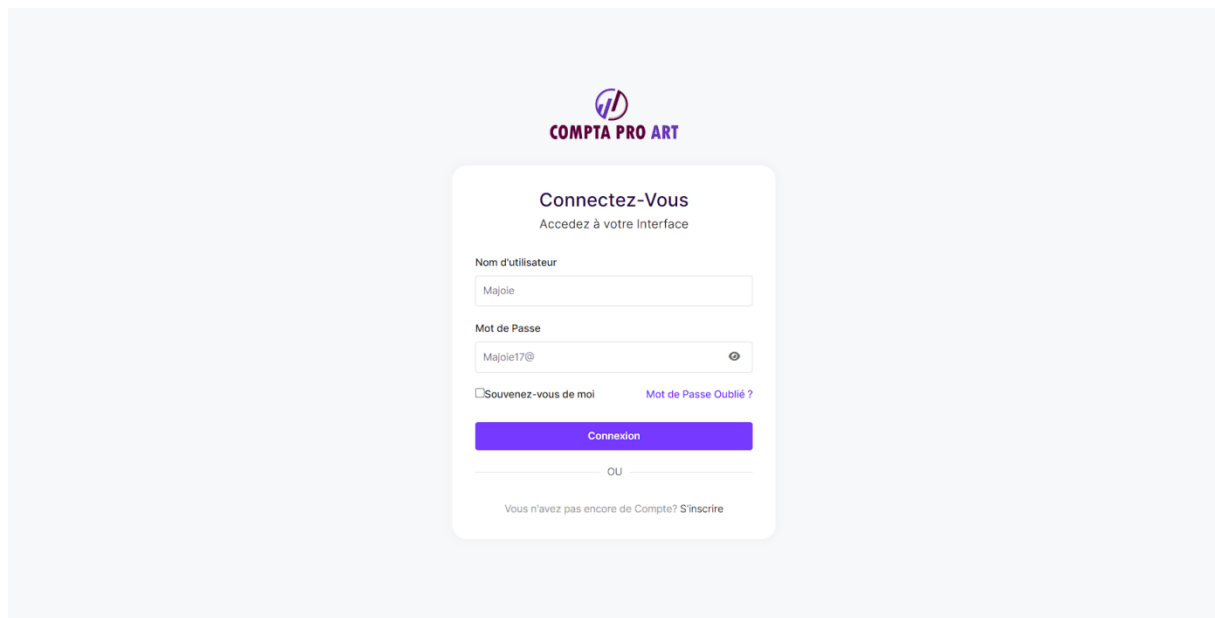 COMPTA PRO ART
Connectez-Vous
Accedez à votre Interface
Nom d'utilisateur
Majoie
Mot de Passe
Majoie17@
Souvenez-vous de moi
Mot de Passe Oublié ?
Connexion
OU
Vous n'avez pas encore de Compte? S'inscrire